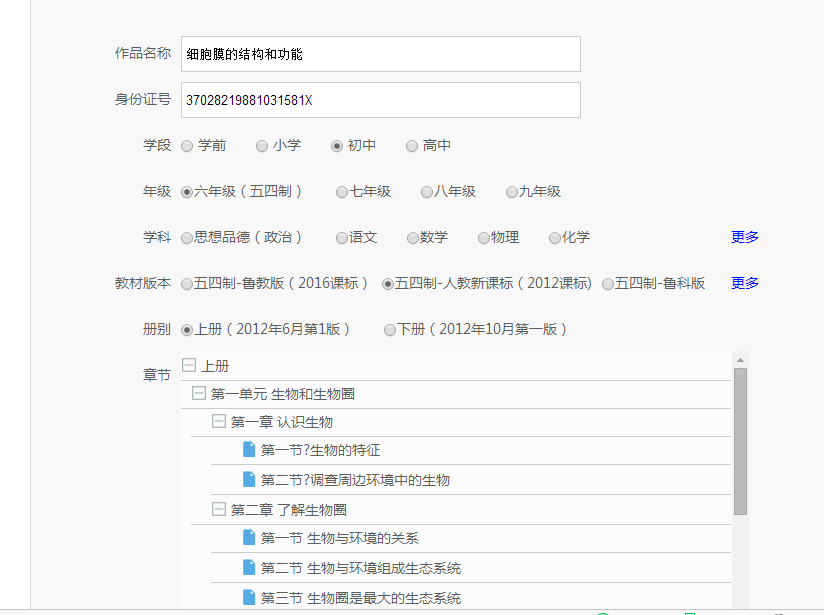 作品名称 细胞膜的结构和功能
身份证号 37028219881031581X
学段 学前 小学 初中 高中
年级 六年级（五四制） 七年级 八年级 九年级
学科 思想品德（政治） 语文 数学 物理 化学 更多
教材版本 五四制-鲁教版（2016课标） 五四制-人教新课标（2012课标) 五四制-鲁科版 更多
册别 上册（2012年6月第1版） 下册（2012年10月第一版）
章节 上册
第一单元 生物和生物圈
第一章 认识生物
第一节?生物的特征
第二节?调查周边环境中的生物
第二章 了解生物圈
第一节 生物与环境的关系
第二节 生物与环境组成生态系统
第三节 生物圈是最大的生态系统